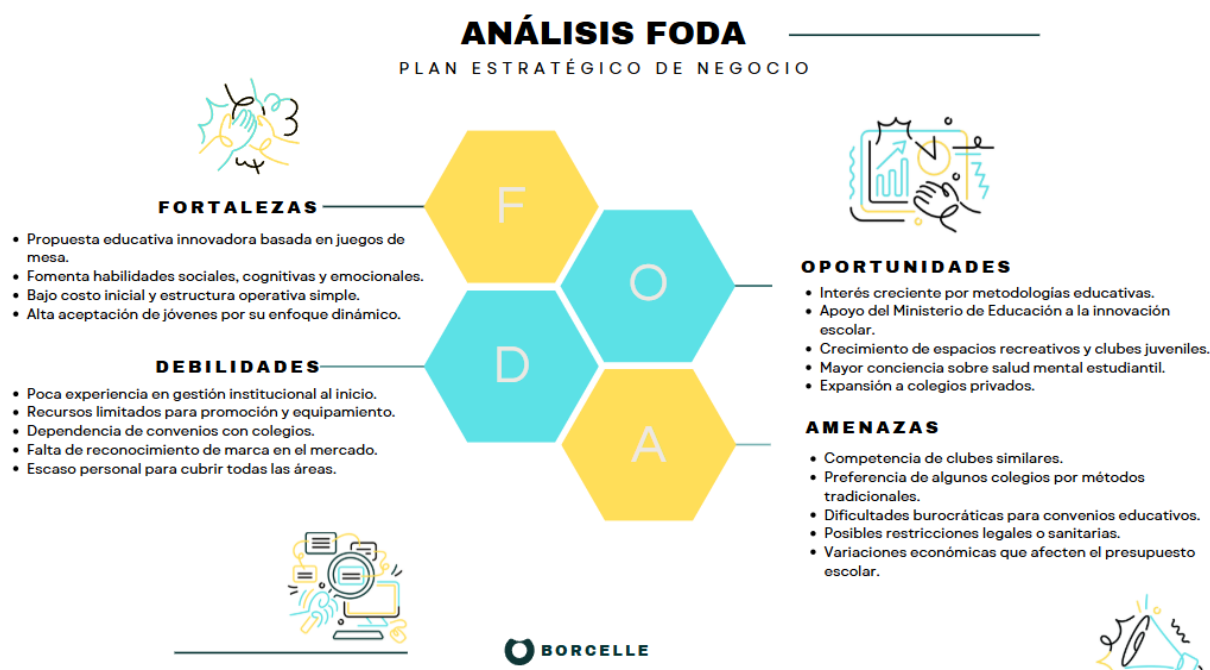 ANÁLISIS FODA
PLAN ESTRATÉGICO DE NEGOCIO
F
FORTALEZAS
• Propuesta educativa innovadora basada en juegos de
mesa.
• Fomenta habilidades sociales, cognitivas y emocionales.
• Bajo costo inicial y estructura operativa simple.
• Alta aceptación de jóvenes por su enfoque dinámico.
O
OPORTUNIDADES
• Interés creciente por metodologías educativas.
• Apoyo del Ministerio de Educación a la innovación
escolar.
• Crecimiento de espacios recreativos y clubes juveniles.
• Mayor conciencia sobre salud mental estudiantil.
• Expansión a colegios privados.
D
DEBILIDADES
• Poca experiencia en gestión institucional al inicio.
• Recursos limitados para promoción y equipamiento.
• Dependencia de convenios con colegios.
• Falta de reconocimiento de marca en el mercado.
• Escaso personal para cubrir todas las áreas.
A
AMENAZAS
• Competencia de clubes similares.
• Preferencia de algunos colegios por métodos
tradicionales.
• Dificultades burocráticas para convenios educativos.
• Posibles restricciones legales o sanitarias.
• Variaciones económicas que afecten el presupuesto
escolar.
BORCELLE